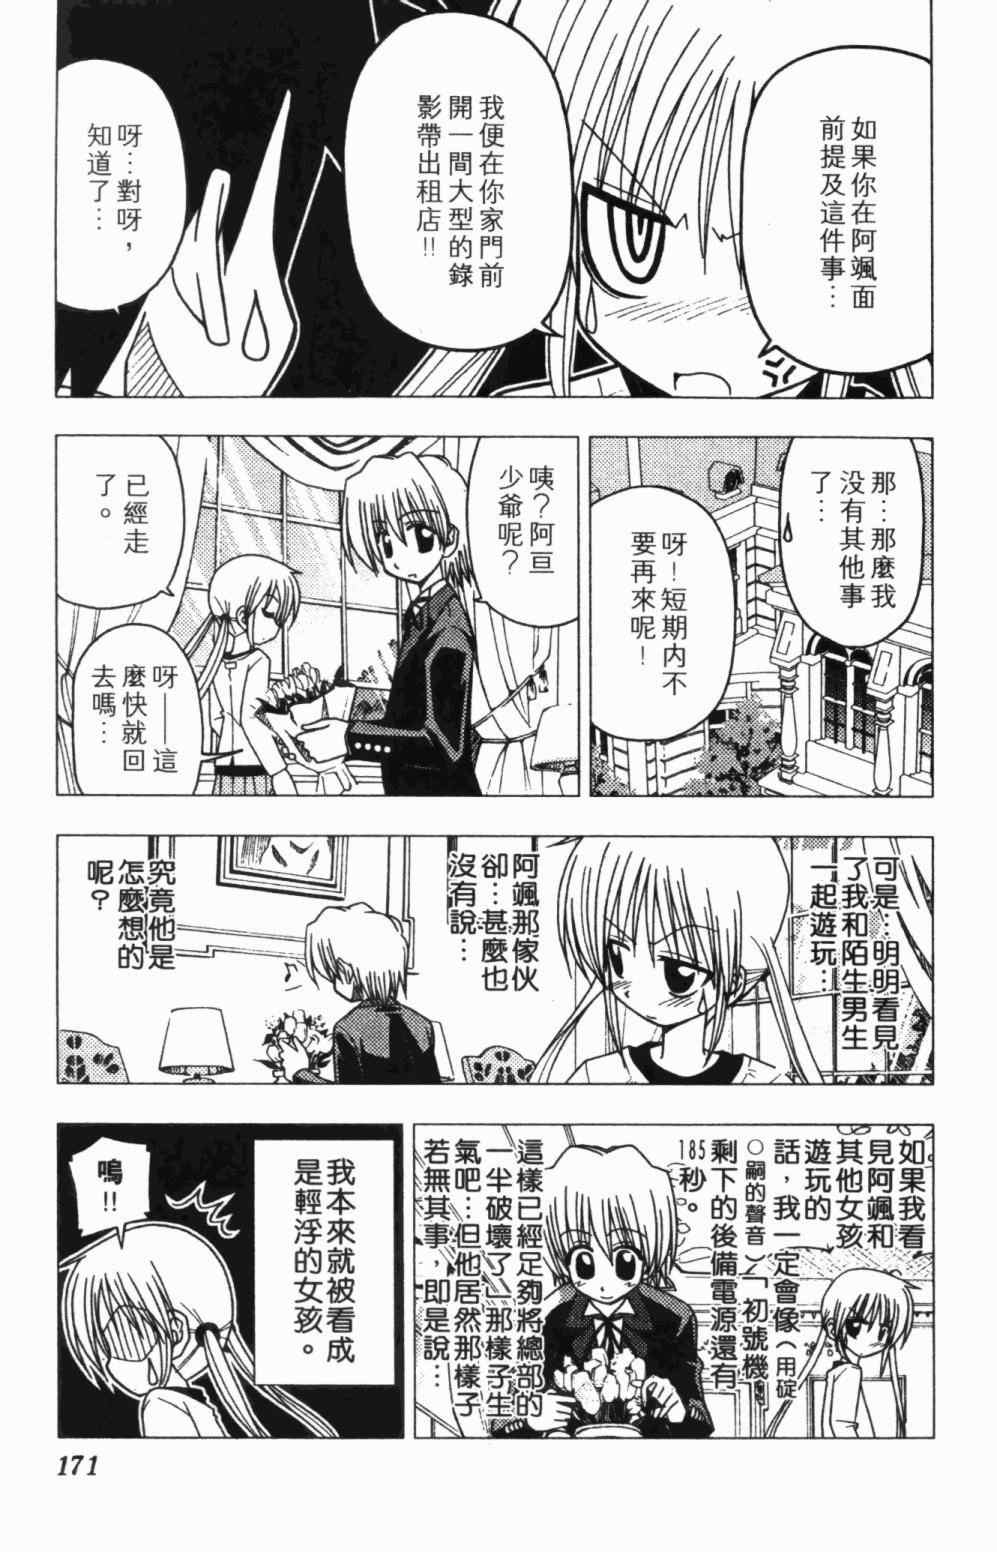 如果你在阿颯面
前提及這件事…
我便在你家門前
開一間大型的錄
影帶出租店!!
呀…對呀，
知道了…
那…那麼我
没有其他事
了…
呀！短期內不
要再來呢！
咦？阿亘
少爺呢？
已經走
了。
呀——這
麼快就回
去嗎…
可是…明明看見
了我和陌生男生
一起遊玩…
阿颯那傢伙
卻…甚麼也
沒有說…
究竟他是
怎麼想的
呢？
如果我看
見阿颯和
其他女孩
遊玩的
話，我一定會像（用碇
○嗣的聲音）「初號機，
剩下的後備電源還有
185秒。
這樣已經足夠將總部的
一半破壞了」那樣子生
氣吧…但他居然那樣子
若無其事，即是說…
我本來就被看成
是輕浮的女孩。
嗚!!
171